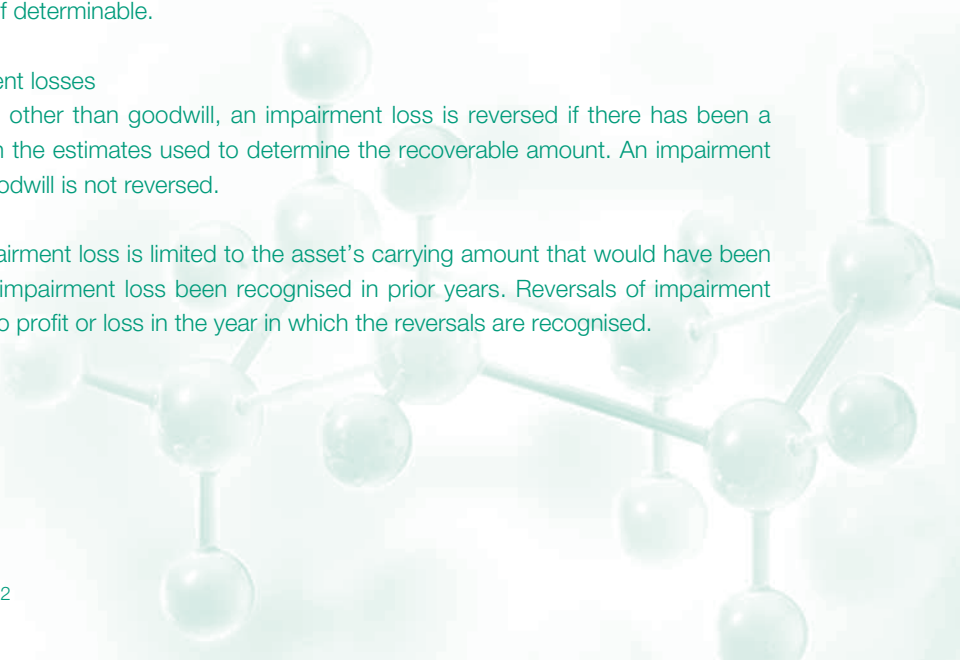 f determinable.
ent losses
other than goodwill, an impairment loss is reversed if there has been a
the estimates used to determine the recoverable amount. An impairment
odwill is not reversed.
airment loss is limited to the asset's carrying amount that would have been
impairment loss been recognised in prior years. Reversals of impairment
o profit or loss in the year in which the reversals are recognised.
2